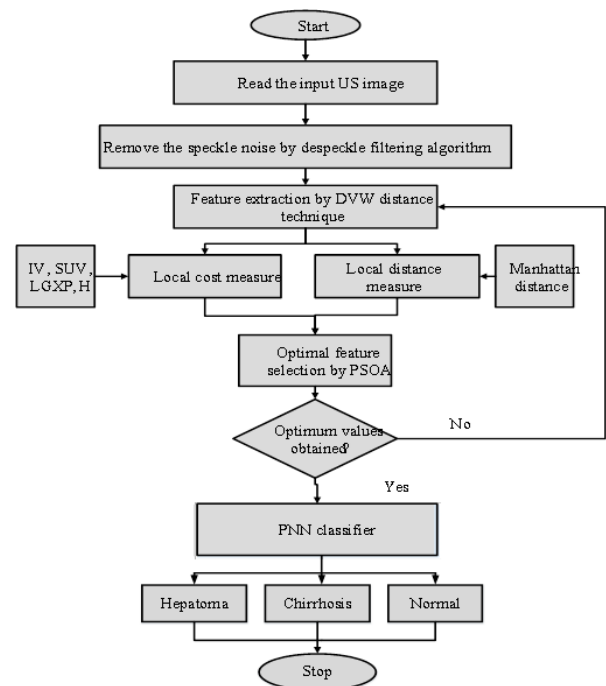 Start
Read the input US image
Remove the speckle noise by despeckle filtering algorithm
Feature extraction by DVW distance
technique
IV, SUV,
LGXP, H
Local cost measure
Local distance
measure
Manhattan
distance
Optimal feature
selection by PSOA
Optimum values
obtained?
No
Yes
PNN classifier
Hepatoma
Chirrhosis
Normal
Stop